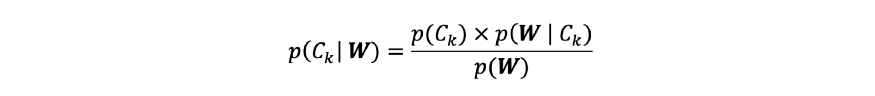 p(C_k | W) = p(C_k) × p(W | C_k) / p(W)